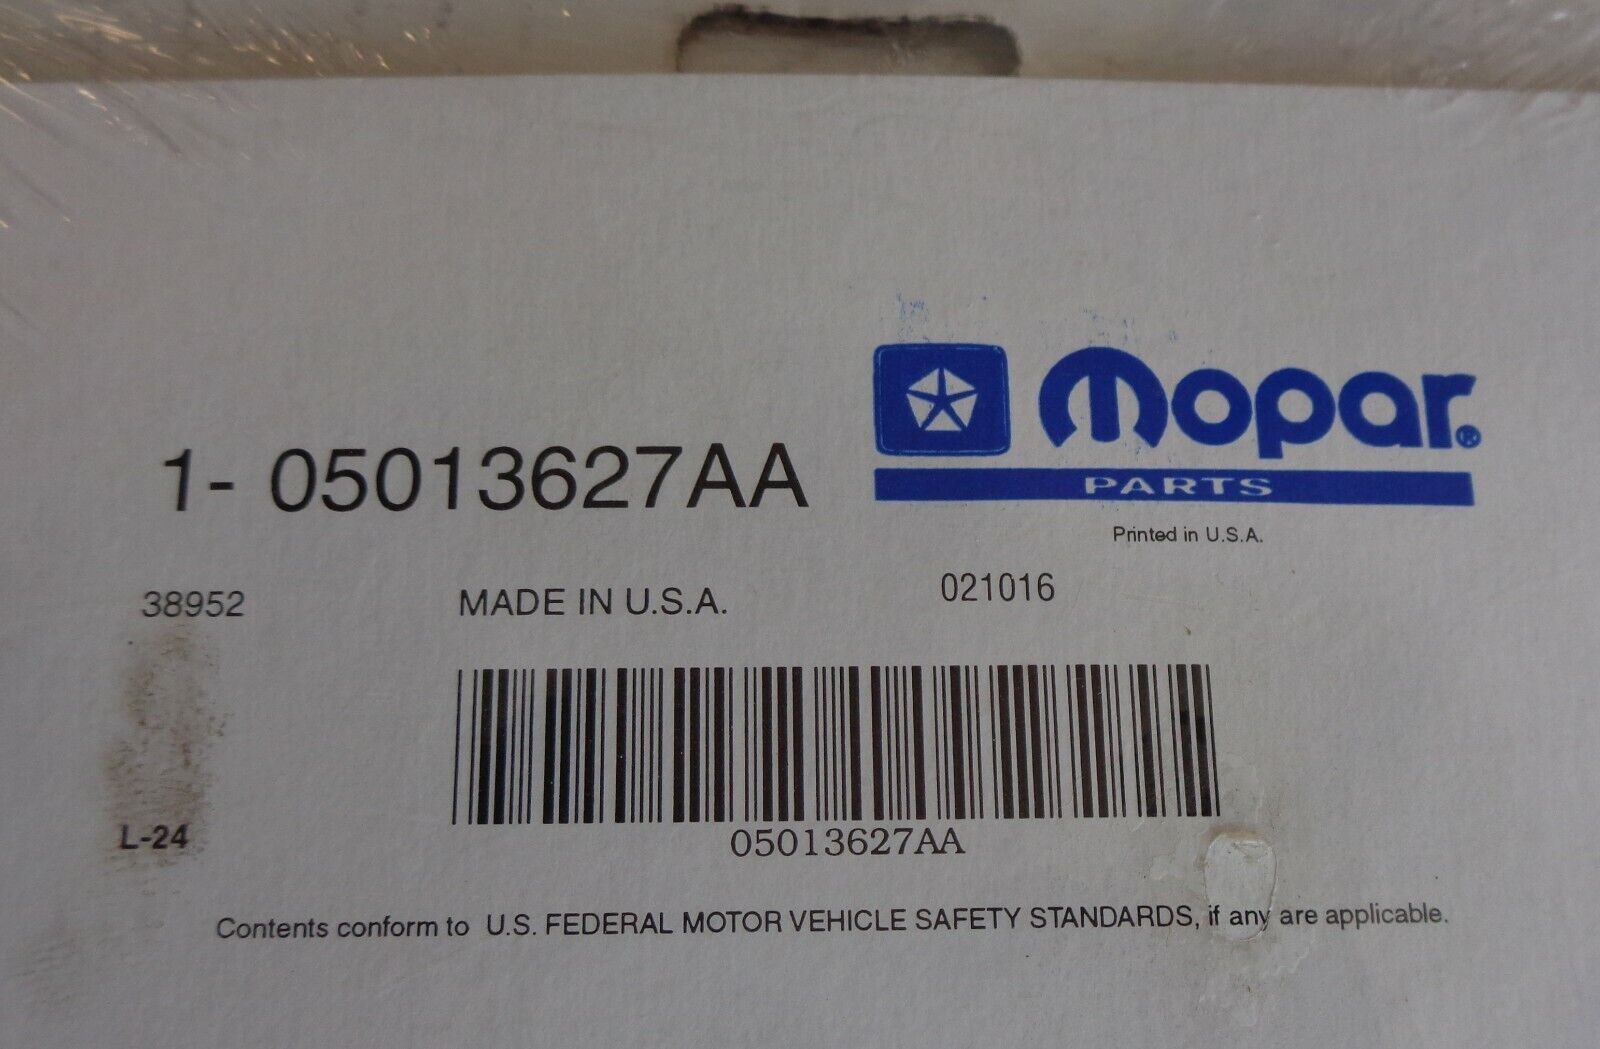 Mopar®
1- 05013627AA
PARTS
Printed in U.S.A.
38952 MADE IN U.S.A. 021016
05013627AA
L-24
Contents conform to U.S. FEDERAL MOTOR VEHICLE SAFETY STANDARDS, if any are applicable.